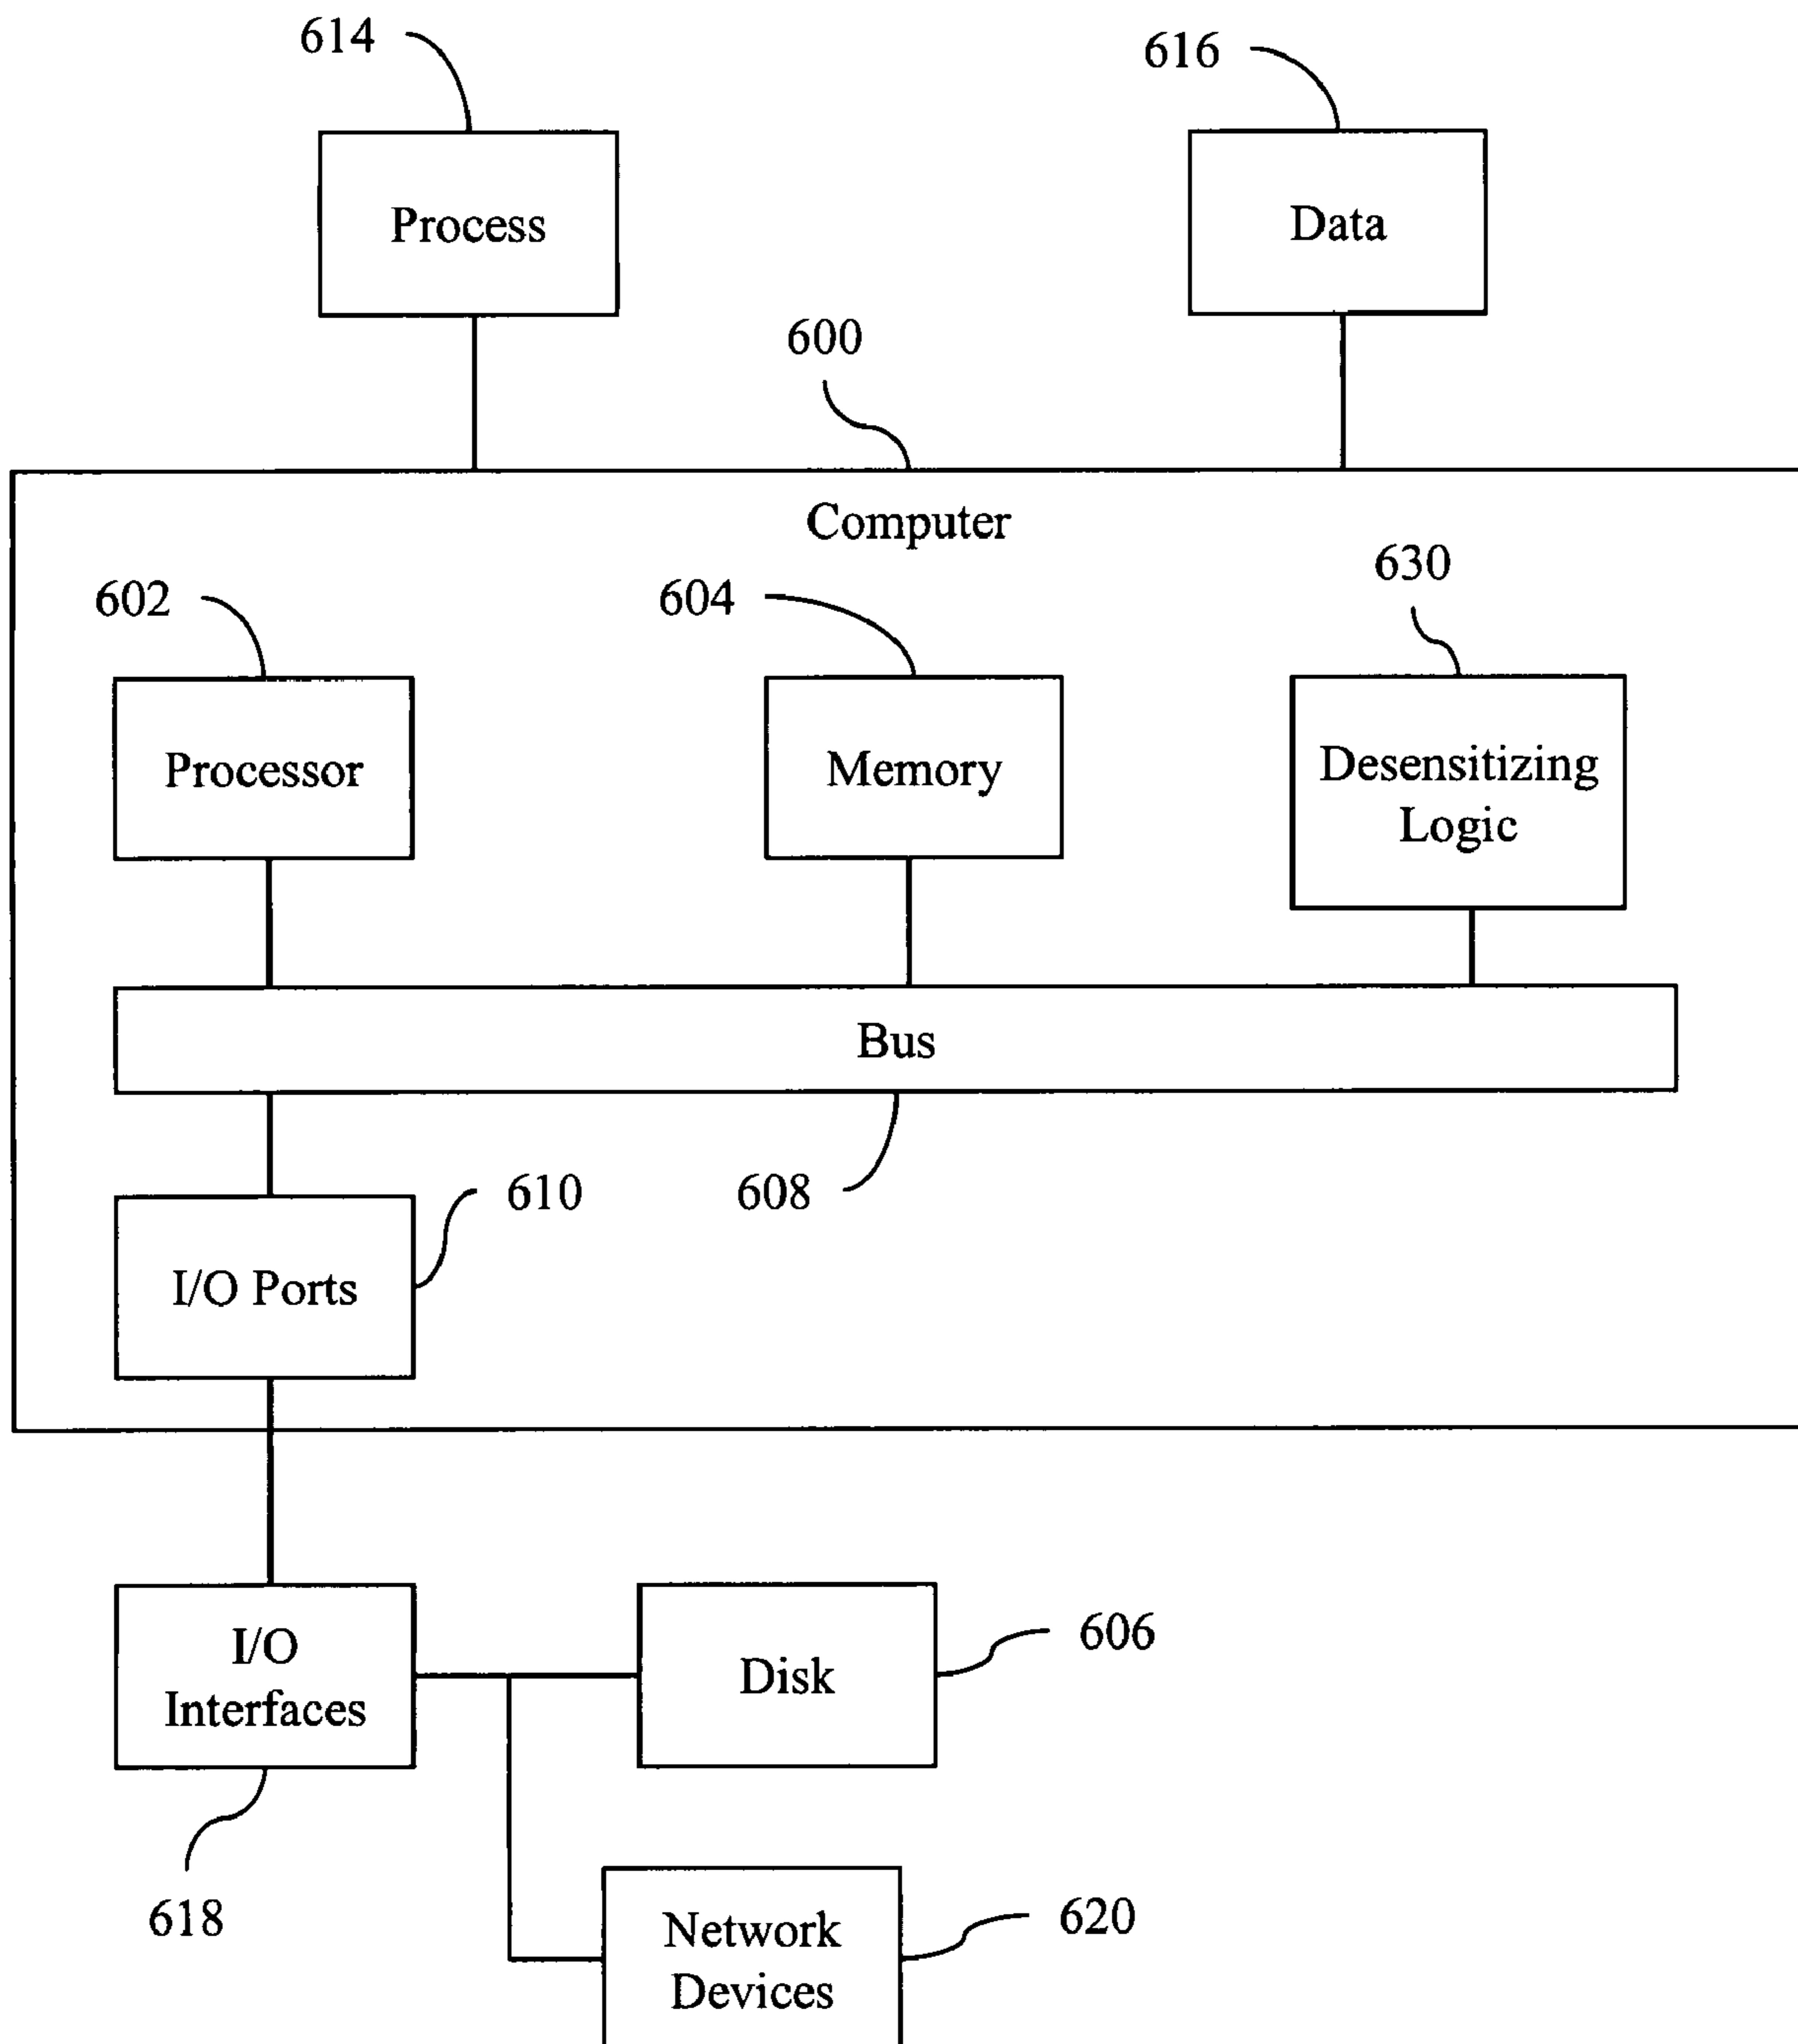 614
616
Process
Data
600
Computer
602
604
630
Processor
Memory
Desensitizing
Logic
Bus
610
608
I/O Ports
I/O
Interfaces
Disk
606
618
Network
Devices
620